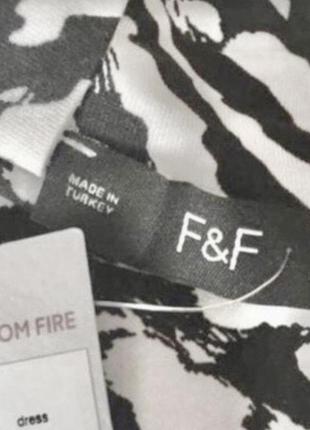 MADE IN
TURKEY
F&F
OM FIRE
dress